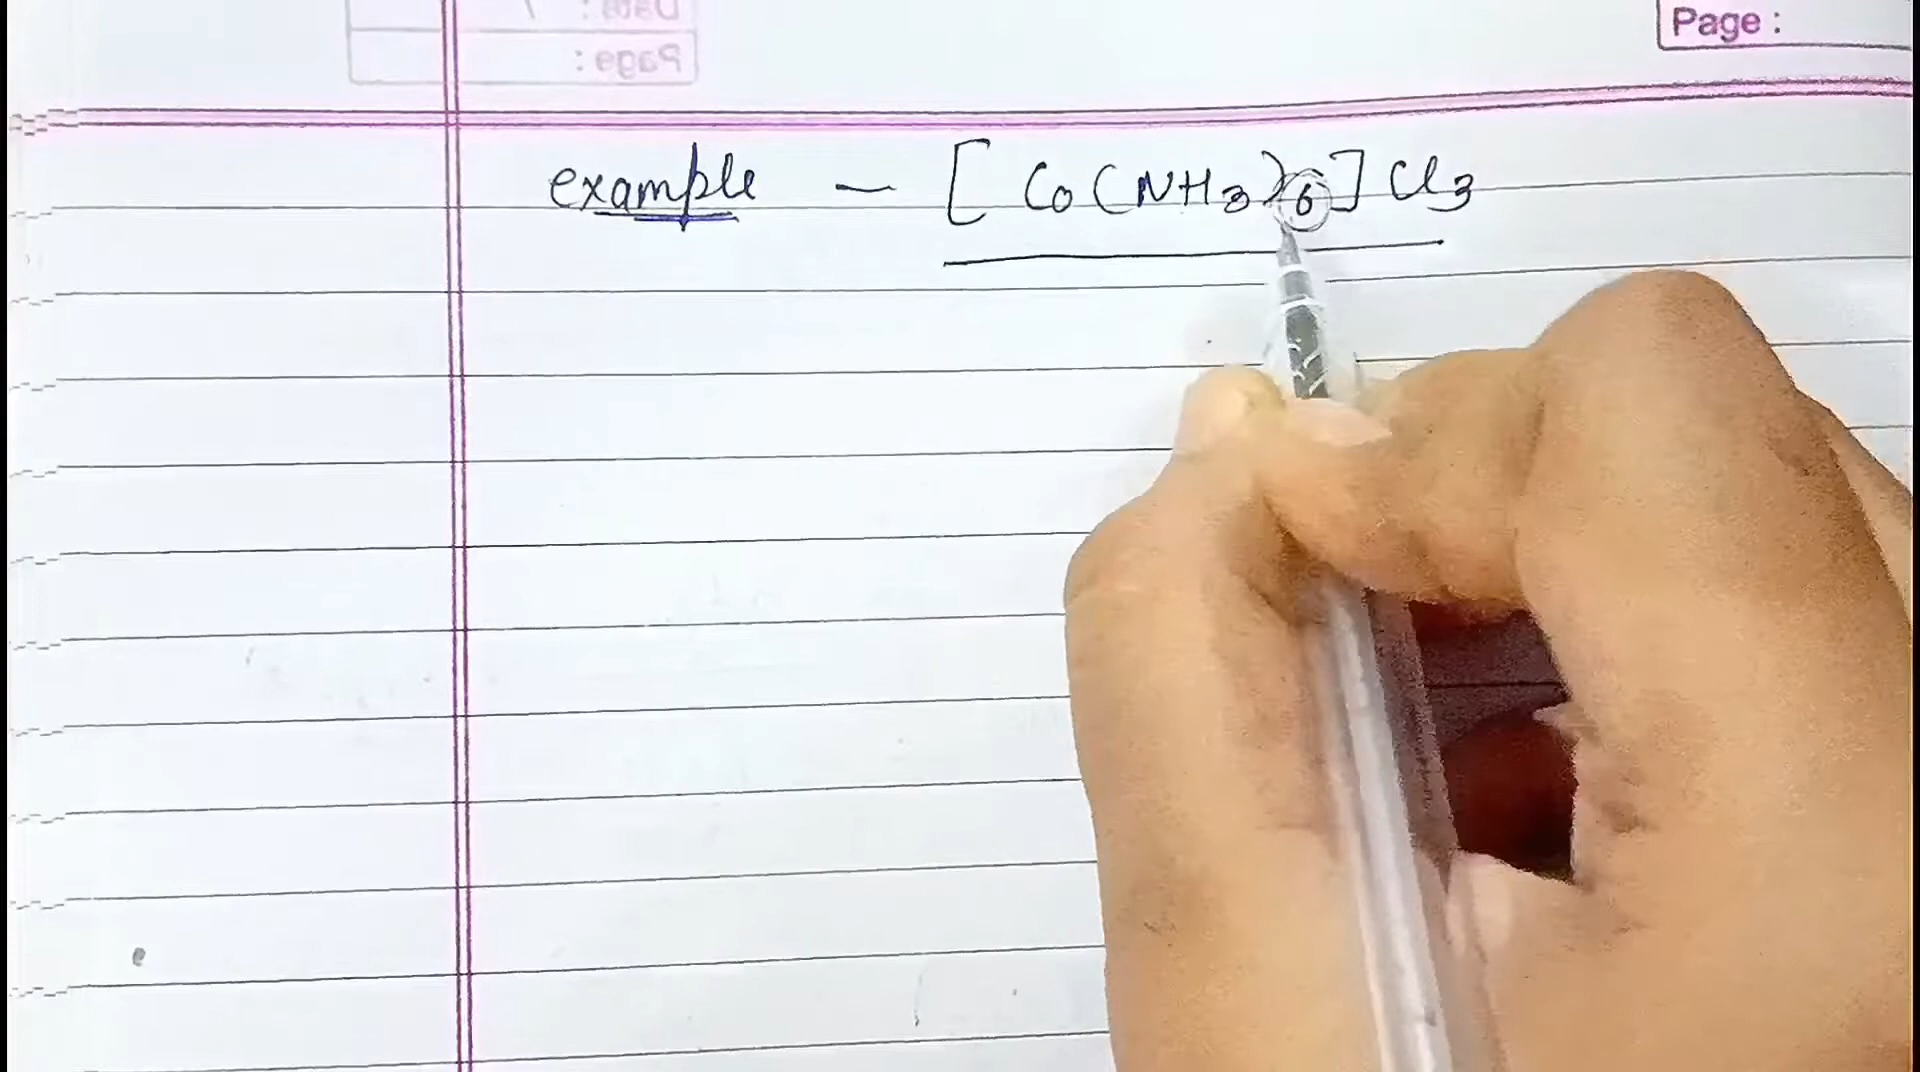 Page :
example — [Co(NH3)6]Cl3